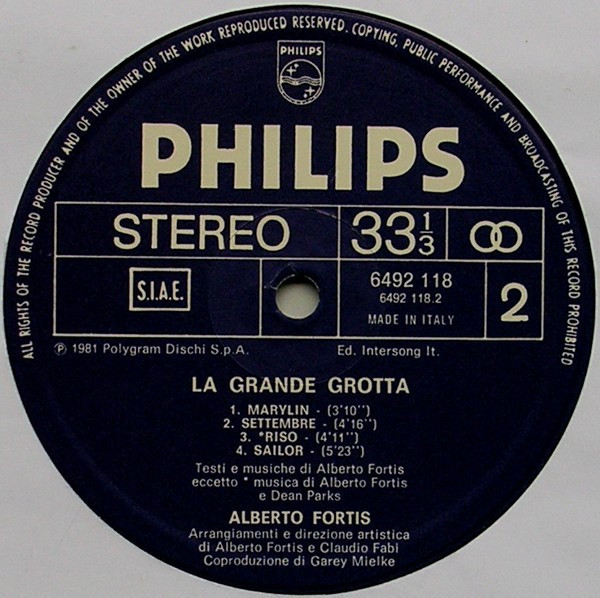 ALL RIGHTS OF THE RECORD PRODUCER AND OF THE OWNER OF THE WORK REPRODUCED RESERVED. COPYING, PUBLIC PERFORMANCE AND BROADCASTING OF THIS RECORD PROHIBITED
PHILIPS
PHILIPS
STEREO 33 1/3
S.I.A.E. 6492 118 2
6492 118.2
MADE IN ITALY
℗ 1981 Polygram Dischi S.p.A. Ed. Intersong It.
LA GRANDE GROTTA
1. MARYLIN - (3'10'')
2. SETTEMBRE - (4'16'')
3. *RISO - (4'11'')
4. SAILOR - (5'23'')
Testi e musiche di Alberto Fortis
eccetto * musica di Alberto Fortis
e Dean Parks
ALBERTO FORTIS
Arrangiamenti e direzione artistica
di Alberto Fortis e Claudio Fabi
Coproduzione di Garey Mielke